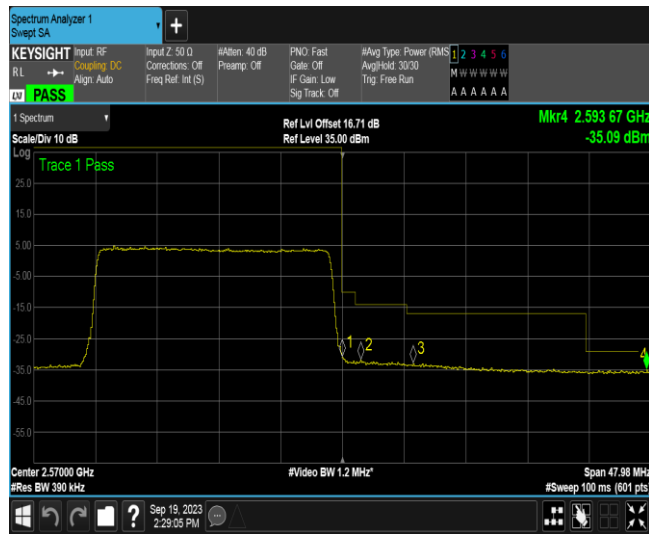 Spectrum Analyzer 1
Swept SA
+
KEYSIGHT
RL
Input: RF
Coupling: DC
Align: Auto
Input Z: 50 Ω
Corrections: Off
Freq Ref: Int (S)
#Atten: 40 dB
Preamp: Off
PNO: Fast
Gate: Off
IF Gain: Low
Sig Track: Off
#Avg Type: Power (RMS
Avg|Hold: 30/30
Trig: Free Run
1 2 3 4 5 6
M W W W W W
A A A A A A
LXI PASS
1 Spectrum
Scale/Div 10 dB
Ref Lvl Offset 16.71 dB
Ref Level 35.00 dBm
Mkr4 2.593 67 GHz
-35.09 dBm
Log
Trace 1 Pass
25.0
15.0
5.00
-5.00
-15.0
-25.0
-35.0
-45.0
-55.0
1
2
3
4
Center 2.57000 GHz
#Res BW 390 kHz
#Video BW 1.2 MHz*
Span 47.98 MHz
#Sweep 100 ms (601 pts)
?
Sep 19, 2023
2:29:05 PM